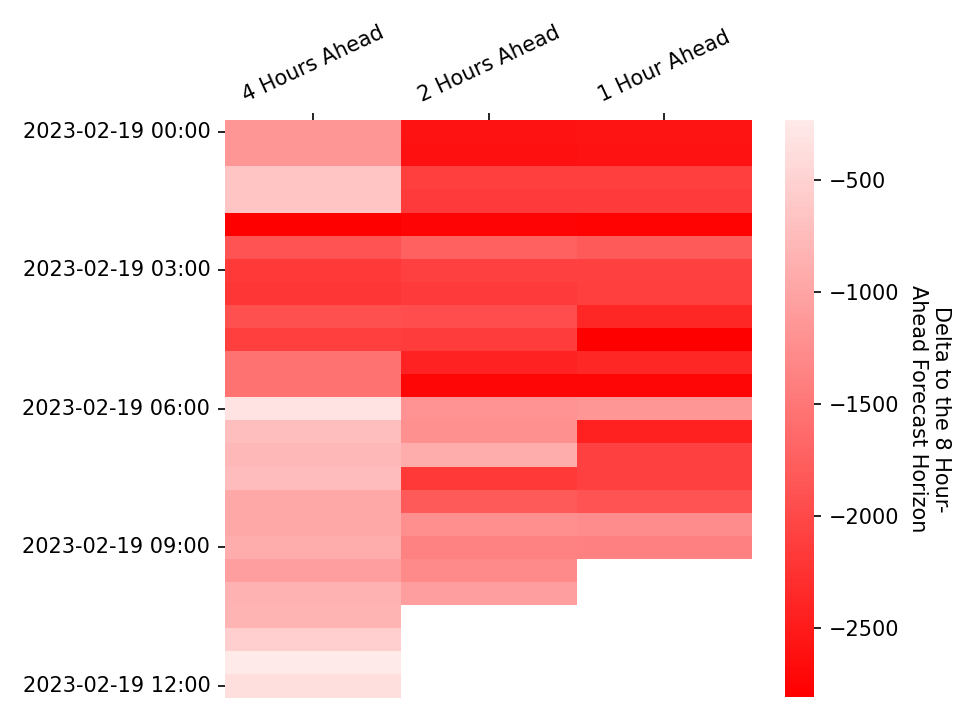 4 Hours Ahead
2 Hours Ahead
1 Hour Ahead
2023-02-19 00:00
2023-02-19 03:00
2023-02-19 06:00
2023-02-19 09:00
2023-02-19 12:00
−500
−1000
−1500
−2000
−2500
Delta to the 8 Hour-
Ahead Forecast Horizon